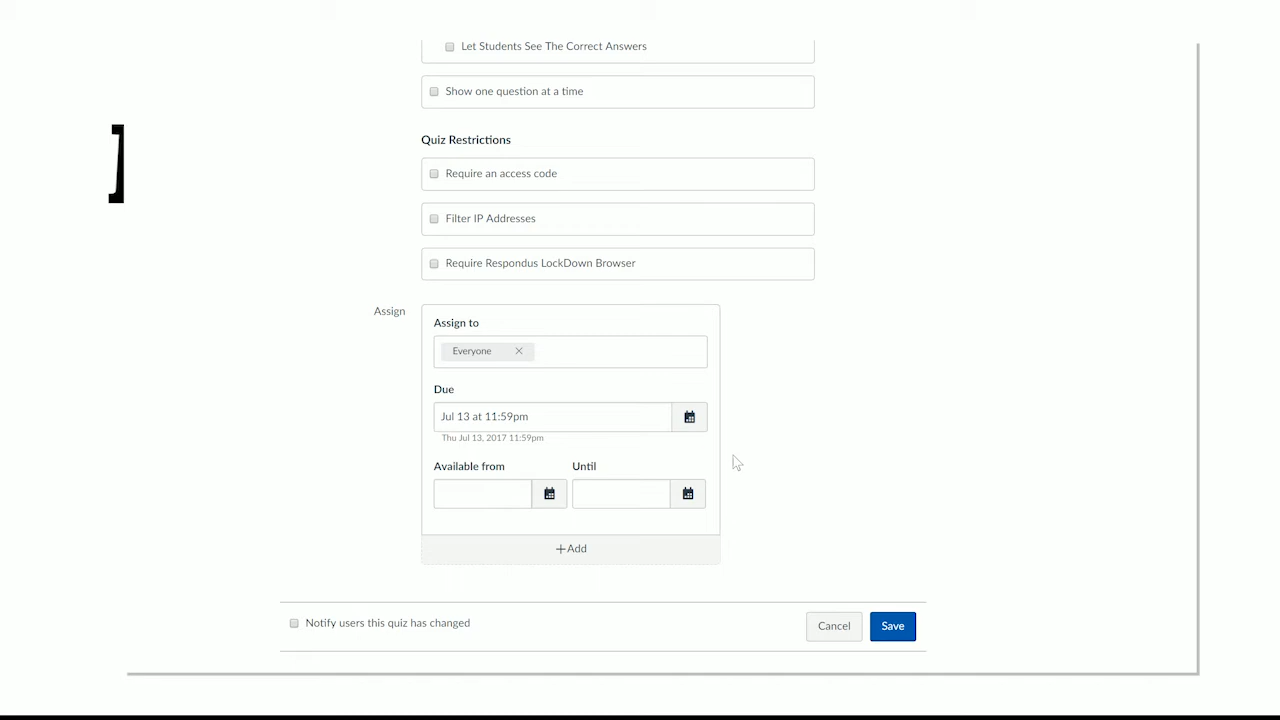 Let Students See The Correct Answers
Show one question at a time
]
Quiz Restrictions
Require an access code
Filter IP Addresses
Require Respondus LockDown Browser
Assign
Assign to
Everyone
Due
Jul 13 at 11:59pm
Thu Jul 13, 2017 11:59pm
Available from Until
+Add
Notify users this quiz has changed Cancel Save